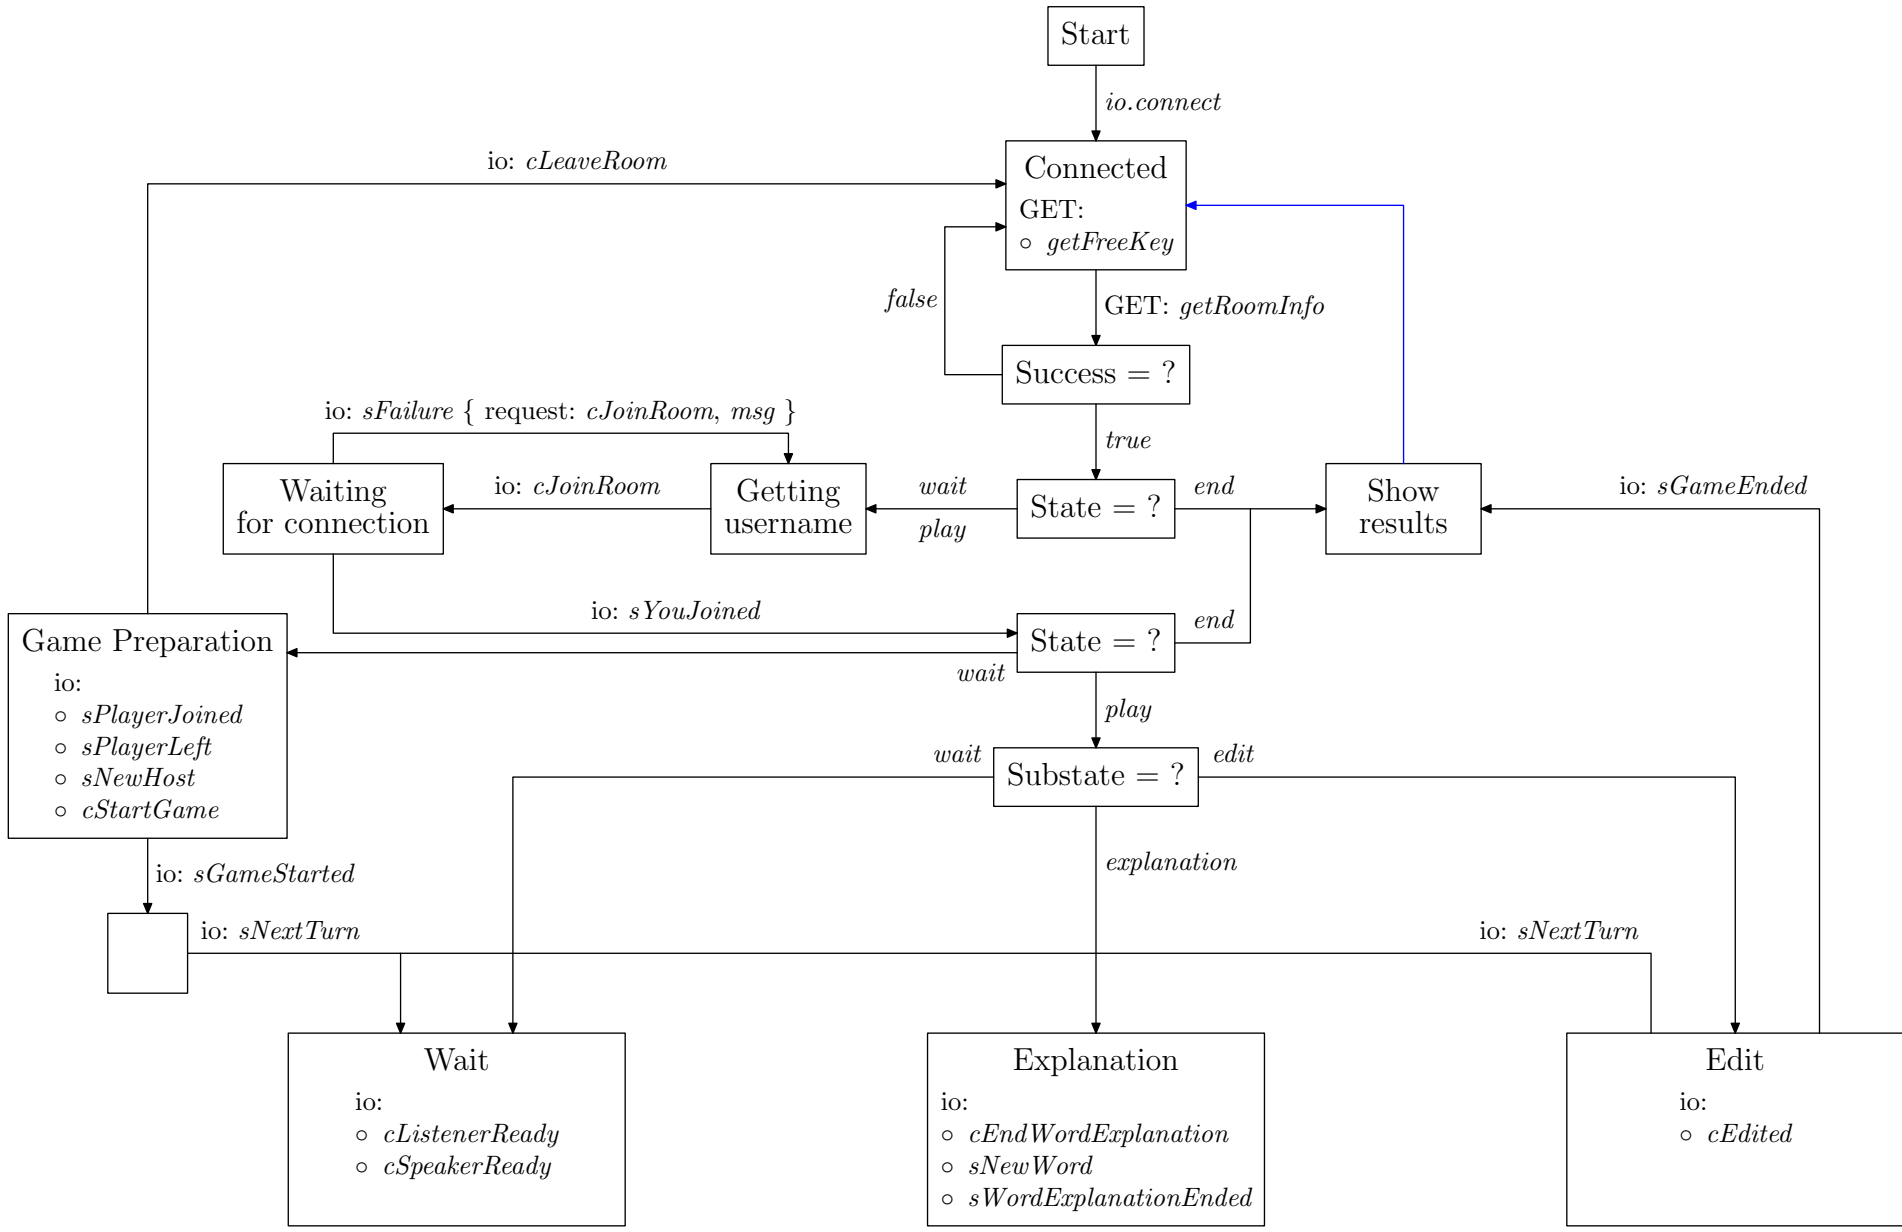 Start
io.connect
io: cLeaveRoom
Connected
GET:
○ getFreeKey
false
GET: getRoomInfo
Success = ?
io: sFailure { request: cJoinRoom, msg }
true
Waiting
for connection
io: cJoinRoom
Getting
username
wait
play
State = ?
end
Show
results
io: sGameEnded
io: sYouJoined
State = ?
end
wait
play
Game Preparation
io:
○ sPlayerJoined
○ sPlayerLeft
○ sNewHost
○ cStartGame
wait
Substate = ?
edit
io: sGameStarted
explanation
io: sNextTurn
io: sNextTurn
Wait
io:
○ cListenerReady
○ cSpeakerReady
Explanation
io:
○ cEndWordExplanation
○ sNewWord
○ sWordExplanationEnded
Edit
io:
○ cEdited